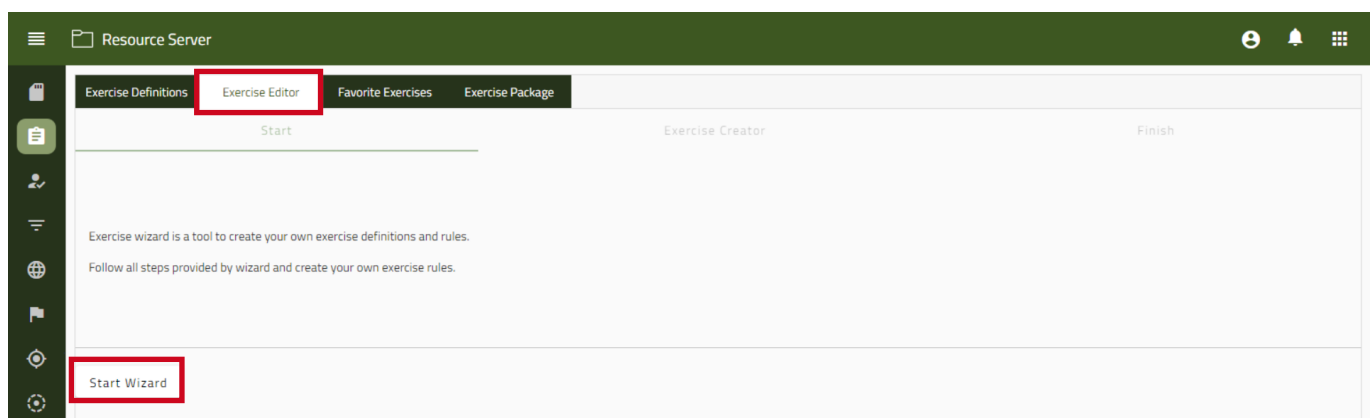 Resource Server
Exercise Definitions Exercise Editor Favorite Exercises Exercise Package
Start Exercise Creator Finish
Exercise wizard is a tool to create your own exercise definitions and rules.
Follow all steps provided by wizard and create your own exercise rules.
Start Wizard